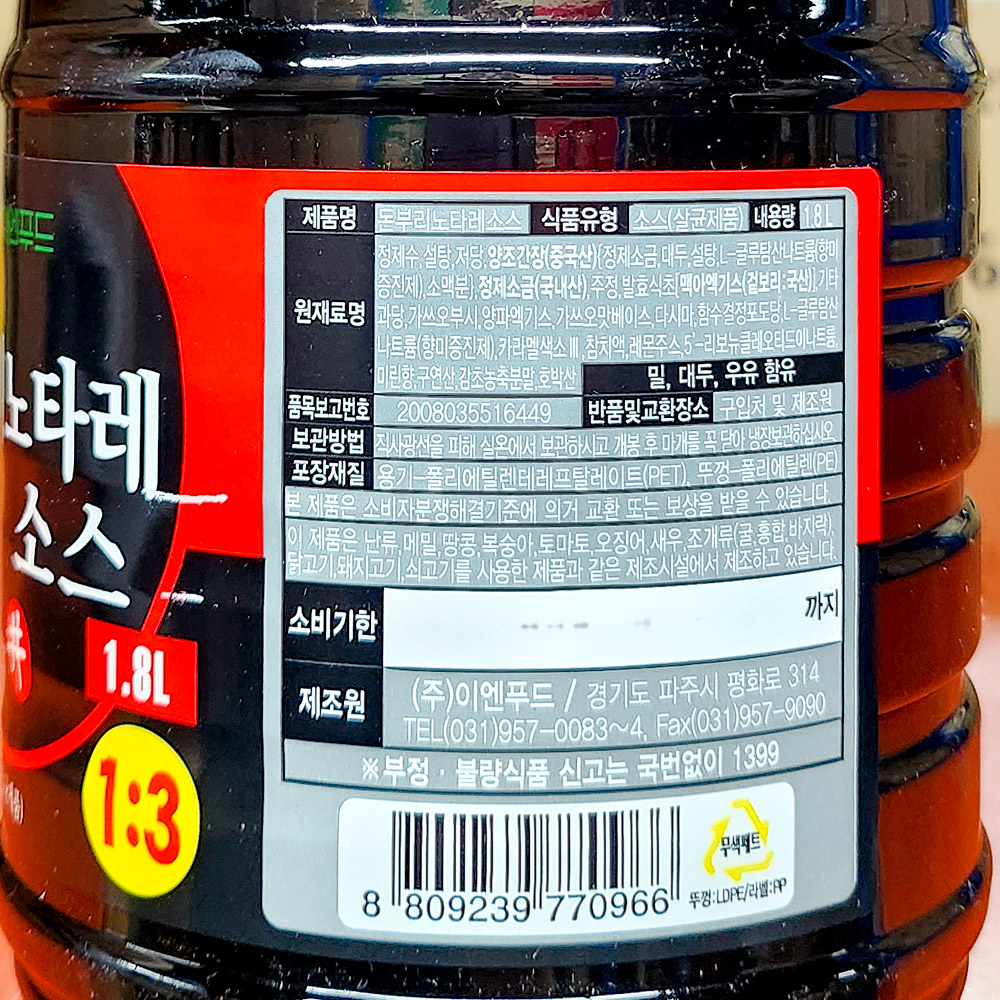 푸드
노타레
소스
丼
1.8L
1:3
제품명 돈부리노타레소스 식품유형 소스(살균제품) 내용량 1.8L
원재료명
정제수, 설탕, 저당, 양조간장(중국산){정제소금, 대두, 설탕, L-글루탐산나트륨(향미
증진제), 소맥분}, 정제소금(국내산), 주정, 발효식초[맥아엑기스(겉보리:국산)], 기타
과당, 가쓰오부시, 양파엑기스, 가쓰오맛베이스, 다시마, 함수결정포도당, L-글루탐산
나트륨(향미증진제), 카라멜색소Ⅲ, 참치액, 레몬주스, 5'-리보뉴클레오티드이나트륨,
미린향, 구연산, 감초농축분말, 호박산
밀, 대두, 우유 함유
품목보고번호 2008035516449 반품및교환장소 구입처 및 제조원
보관방법 직사광선을 피해 실온에서 보관하시고 개봉 후 마개를 꼭 닫아 냉장보관하십시오
포장재질 용기-폴리에틸렌테레프탈레이트(PET), 뚜껑-폴리에틸렌(PE)
본 제품은 소비자분쟁해결기준에 의거 교환 또는 보상을 받을 수 있습니다.
이 제품은 난류, 메밀, 땅콩, 복숭아, 토마토, 오징어, 새우, 조개류(굴, 홍합, 바지락),
닭고기, 돼지고기, 쇠고기를 사용한 제품과 같은 제조시설에서 제조하고 있습니다.
소비기한 까지
제조원 (주)이엔푸드 / 경기도 파주시 평화로 314
TEL(031)957-0083~4, Fax(031)957-9090
※부정·불량식품 신고는 국번없이 1399
8 809239 770966
무색페트
뚜껑:LDPE/라벨:PP